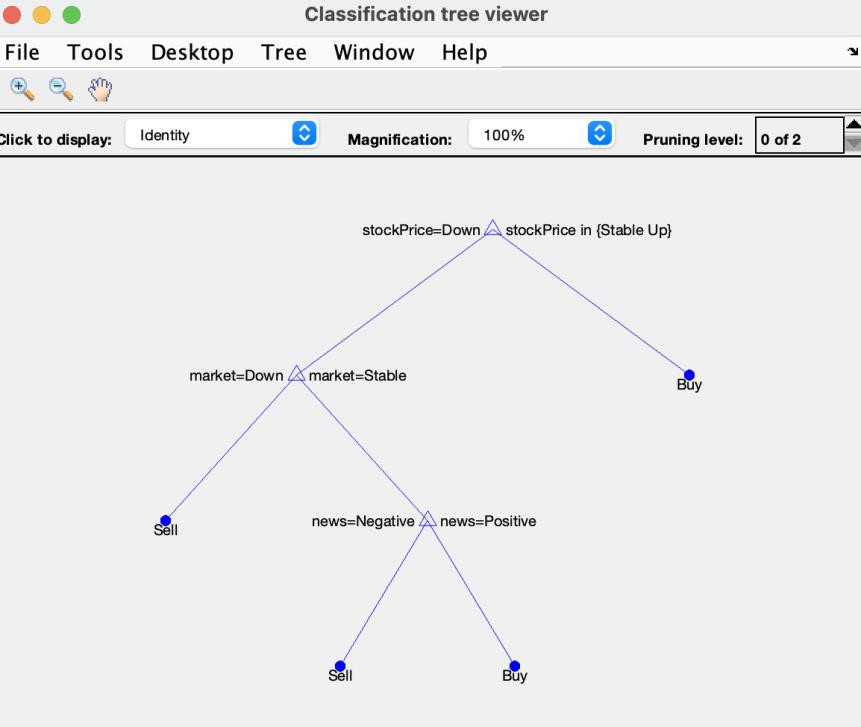 Classification tree viewer
File Tools Desktop Tree Window Help
Click to display: Identity Magnification: 100% Pruning level: 0 of 2
stockPrice=Down stockPrice in {Stable Up}
market=Down market=Stable
Buy
Sell
news=Negative news=Positive
Sell
Buy